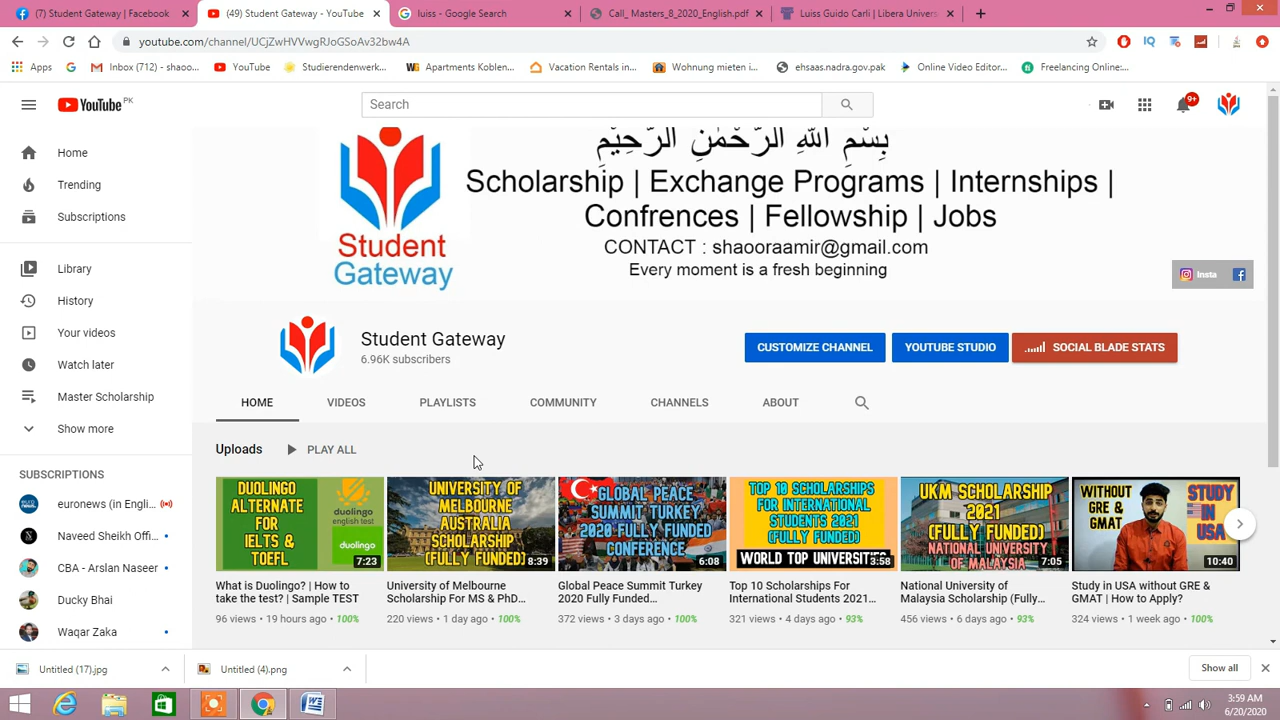 (7) Student Gateway | Facebook
(49) Student Gateway - YouTube
luiss - Google Search
Call_ Masters_8_2020_English.pdf
Luiss Guido Carli | Libera Univers
youtube.com/channel/UCjZwHVVwgRJoGSoAv32bw4A
Apps
Inbox (712) - shaoo...
YouTube
Studierendenwerk...
Apartments Koblen...
Vacation Rentals in...
Wohnung mieten i...
ehsaas.nadra.gov.pk
Online Video Editor...
Freelancing Online:...
YouTube PK
Search
9+
Home
Trending
Subscriptions
Library
History
Your videos
Watch later
Master Scholarship
Show more
SUBSCRIPTIONS
euronews (in Engli...
Naveed Sheikh Offi...
CBA - Arslan Naseer
Ducky Bhai
Waqar Zaka
بِسْمِ اللهِ الرَّحْمٰنِ الرَّحِيْمِ
Scholarship | Exchange Programs | Internships |
Confrences | Fellowship | Jobs
CONTACT : shaooraamir@gmail.com
Every moment is a fresh beginning
Student
Gateway
Insta
Student Gateway
6.96K subscribers
CUSTOMIZE CHANNEL
YOUTUBE STUDIO
SOCIAL BLADE STATS
HOME
VIDEOS
PLAYLISTS
COMMUNITY
CHANNELS
ABOUT
Uploads
PLAY ALL
DUOLINGO
ALTERNATE
FOR
IELTS &
TOEFL
duolingo
english test
duolingo
7:23
What is Duolingo? | How to
take the test? | Sample TEST
96 views • 19 hours ago • 100%
UNIVERSITY OF
MELBOURNE
AUSTRALIA
SCHOLARSHIP
(FULLY FUNDED)
8:39
University of Melbourne
Scholarship For MS & PhD...
220 views • 1 day ago • 100%
GLOBAL PEACE
SUMMIT TURKEY
2020 FULLY FUNDED
CONFERENCE
6:08
Global Peace Summit Turkey
2020 Fully Funded...
372 views • 3 days ago • 100%
TOP 10 SCHOLARSHIPS
FOR INTERNATIONAL
STUDENTS 2021
(FULLY FUNDED)
WORLD TOP UNIVERSITIES
3:58
Top 10 Scholarships For
International Students 2021...
321 views • 4 days ago • 93%
UKM SCHOLARSHIP
2021
(FULLY FUNDED)
NATIONAL UNIVERSITY
OF MALAYSIA
7:05
National University of
Malaysia Scholarship (Fully...
456 views • 6 days ago • 93%
WITHOUT
GRE &
GMAT
STUDY
IN
USA
10:40
Study in USA without GRE &
GMAT | How to Apply?
324 views • 1 week ago • 100%
Untitled (17).jpg
Untitled (4).png
Show all
3:59 AM
6/20/2020